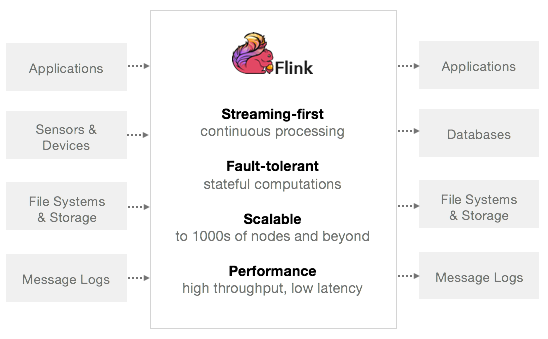 Applications
Sensors &
Devices
File Systems
& Storage
Message Logs
Flink
Streaming-first
continuous processing
Fault-tolerant
stateful computations
Scalable
to 1000s of nodes and beyond
Performance
high throughput, low latency
Applications
Databases
File Systems
& Storage
Message Logs